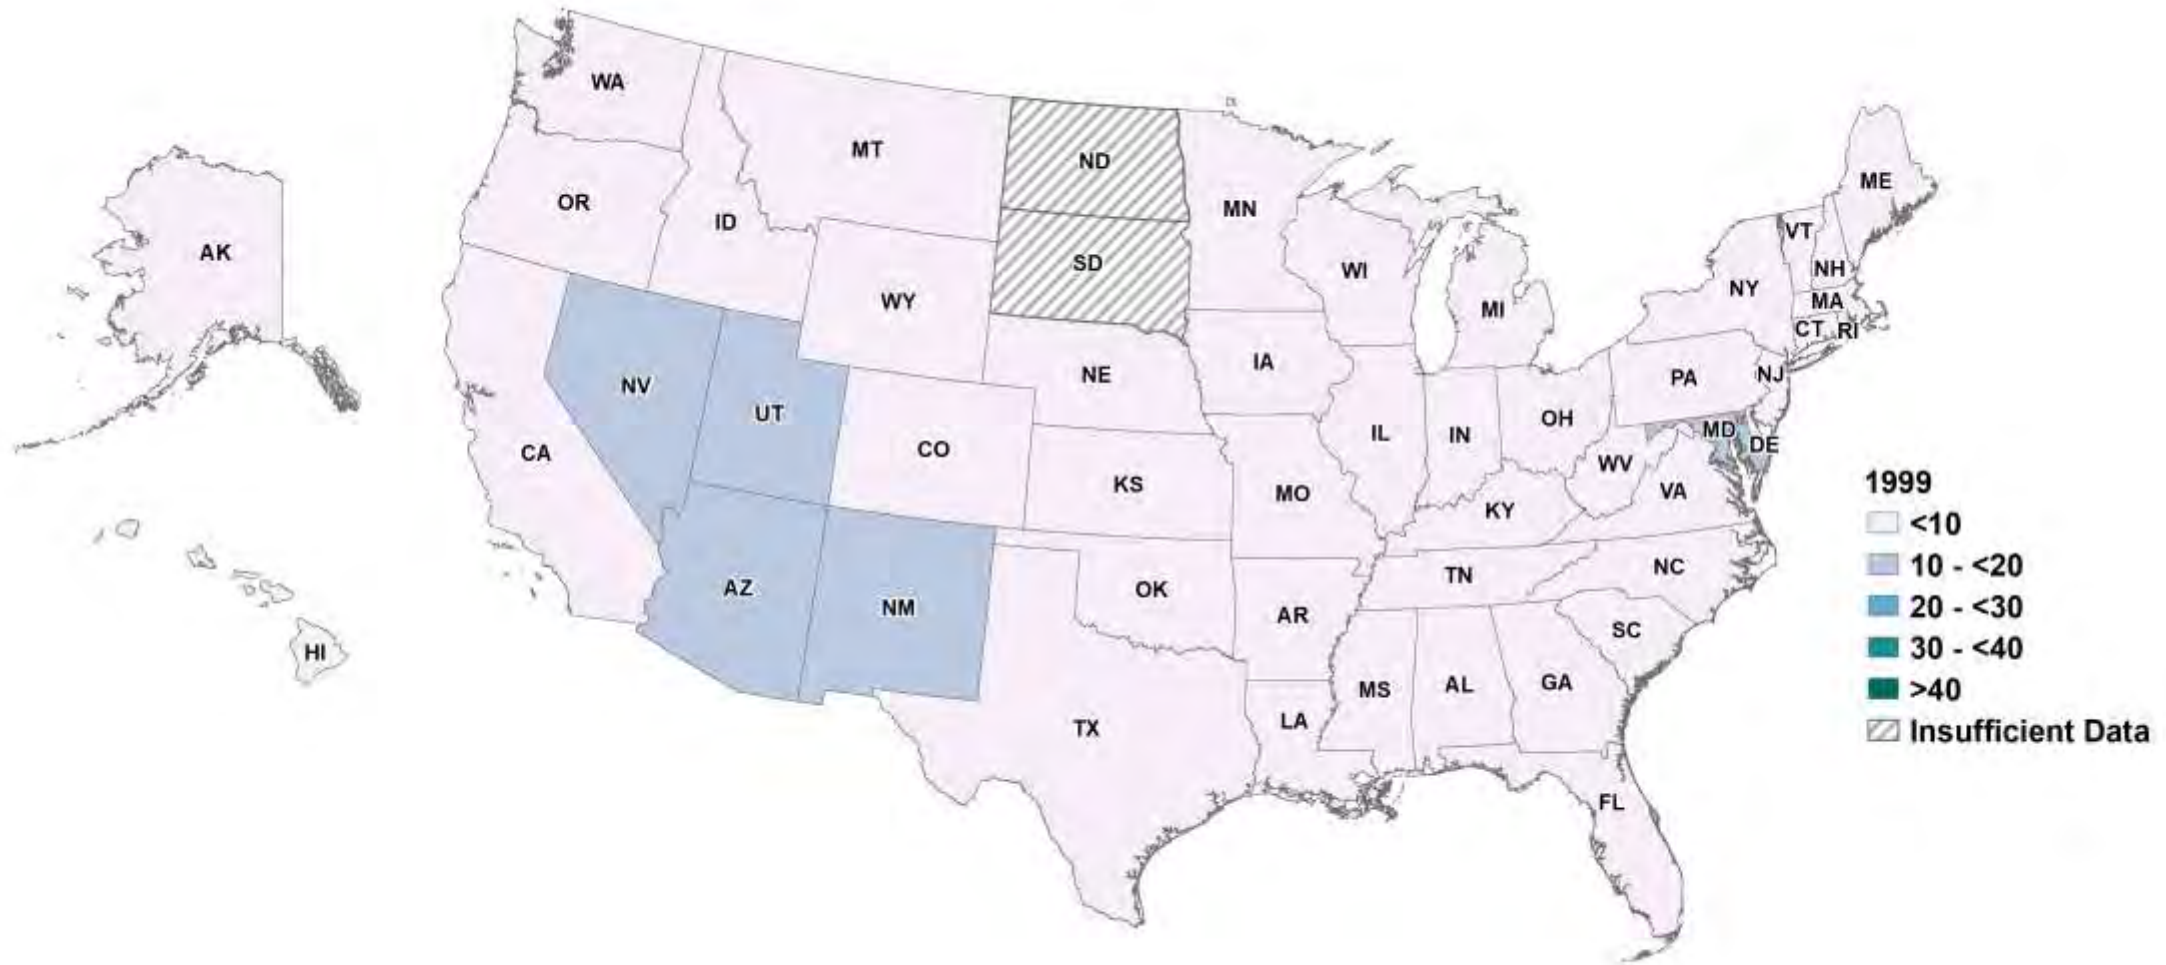 WA
MT
ND
ME
OR
ID
MN
VT
AK
SD
WI
NH
NY
WY
MI
MA
CT
RI
IA
NE
PA
NJ
NV
UT
OH
IL
IN
MD
DE
CO
CA
WV
KS
MO
VA
KY
1999
<10
10 - <20
20 - <30
30 - <40
>40
Insufficient Data
TN
NC
AZ
OK
NM
AR
SC
HI
MS
AL
GA
LA
TX
FL